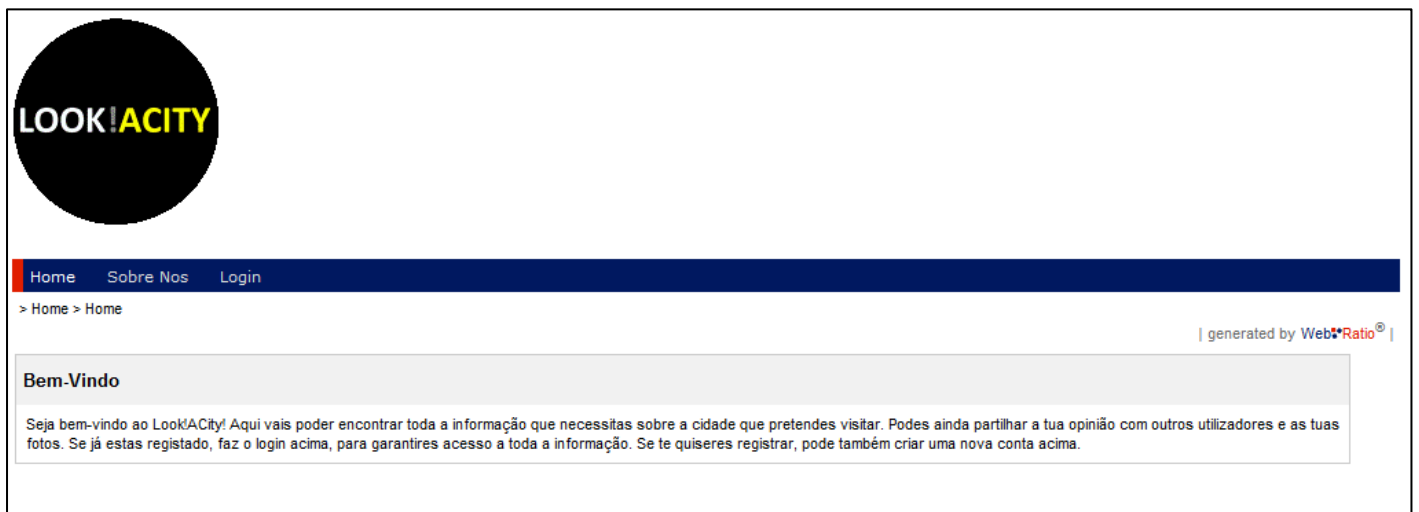 LOOK!ACITY
Home Sobre Nos Login
> Home > Home
| generated by WebRatio® |
Bem-Vindo
Seja bem-vindo ao Look!ACity! Aqui vais poder encontrar toda a informação que necessitas sobre a cidade que pretendes visitar. Podes ainda partilhar a tua opinião com outros utilizadores e as tuas
fotos. Se já estas registado, faz o login acima, para garantires acesso a toda a informação. Se te quiseres registrar, pode também criar uma nova conta acima.